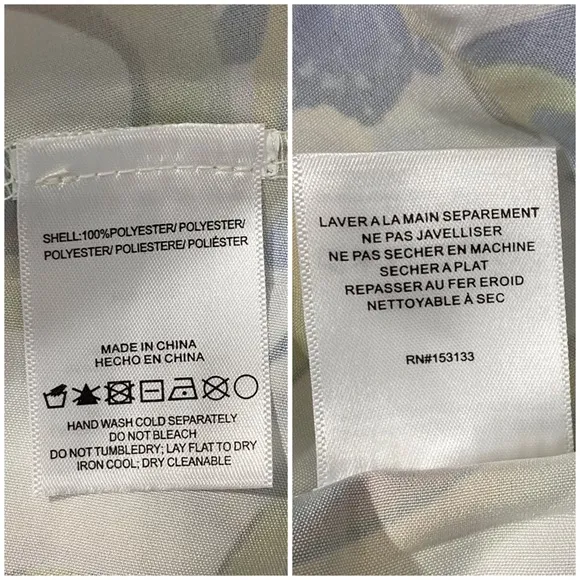 SHELL:100%POLYESTER/ POLYESTER/
POLYESTER/ POLIESTERE/ POLIÉSTER
MADE IN CHINA
HECHO EN CHINA
HAND WASH COLD SEPARATELY
DO NOT BLEACH
DO NOT TUMBLEDRY; LAY FLAT TO DRY
IRON COOL; DRY CLEANABLE
LAVER A LA MAIN SEPAREMENT
NE PAS JAVELLISER
NE PAS SECHER EN MACHINE
SECHER A PLAT
REPASSER AU FER EROID
NETTOYABLE À SEC
RN#153133